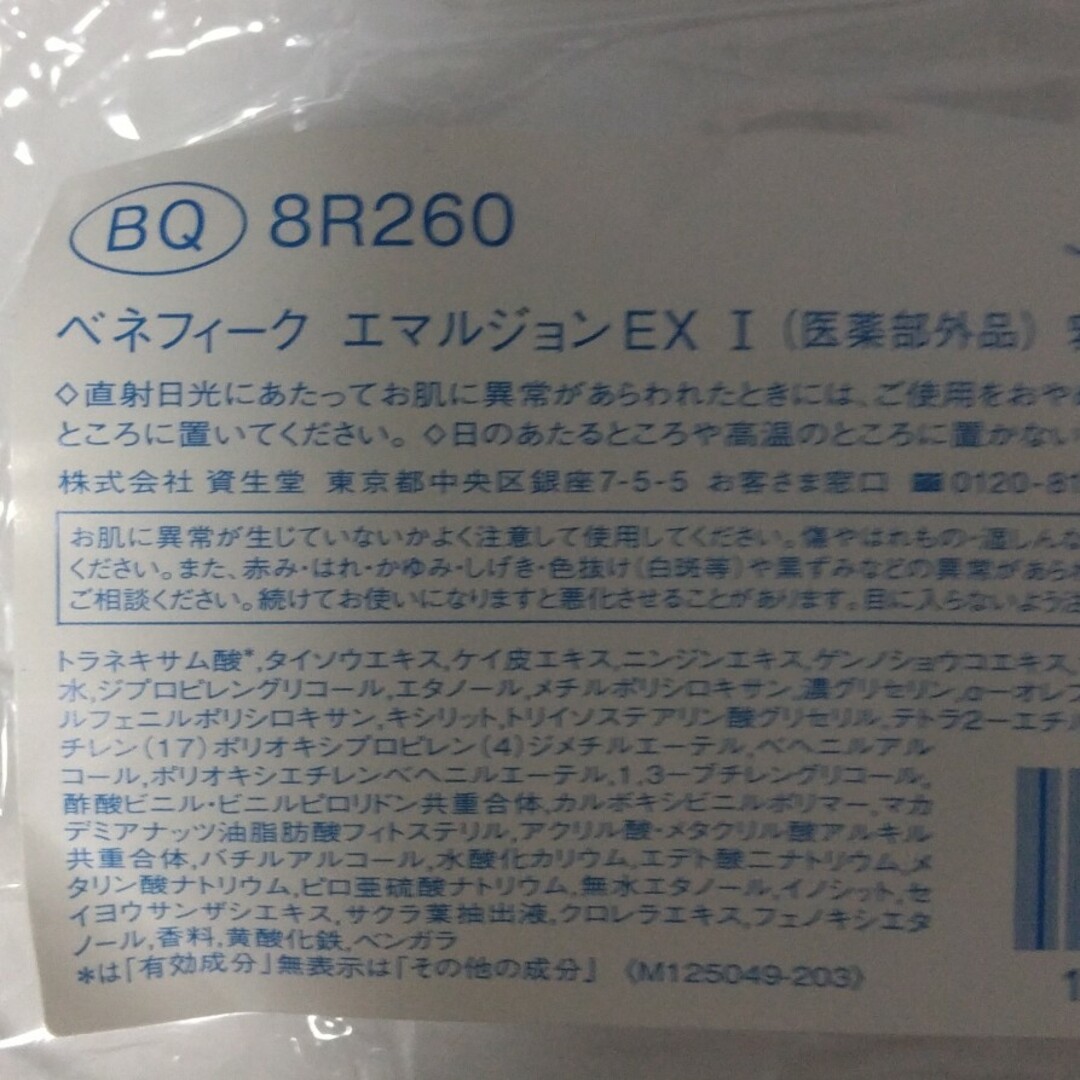 BQ 8R260
ベネフィーク エマルジョンEX I（医薬部外品）
◇直射日光にあたってお肌に異常があらわれたときには、ご使用をおやめ
ところに置いてください。◇日のあたるところや高温のところに置かない
株式会社 資生堂 東京都中央区銀座7-5-5 お客さま窓口 ☎0120-81
お肌に異常が生じていないかよく注意して使用してください。傷やはれもの・湿しんな
ください。また、赤み・はれ・かゆみ・しげき・色抜け（白斑等）や黒ずみなどの異常があらわ
ご相談ください。続けてお使いになりますと悪化させることがあります。目に入らないよう注
トラネキサム酸*,タイソウエキス,ケイ皮エキス,ニンジンエキス,ゲンノショウコエキス,
水,ジプロピレングリコール,エタノール,メチルポリシロキサン,濃グリセリン,α－オレフ
ルフェニルポリシロキサン,キシリット,トリイソステアリン酸グリセリル,テトラ2－エチル
チレン（17）ポリオキシプロピレン（4）ジメチルエーテル,ベヘニルアル
コール,ポリオキシエチレンベヘニルエーテル,1,3－ブチレングリコール,
酢酸ビニル・ビニルピロリドン共重合体,カルボキシビニルポリマー,マカ
デミアナッツ油脂肪酸フィトステリル,アクリル酸・メタクリル酸アルキル
共重合体,バチルアルコール,水酸化カリウム,エデト酸二ナトリウム,メ
タリン酸ナトリウム,ピロ亜硫酸ナトリウム,無水エタノール,イノシット,セ
イヨウサンザシエキス,サクラ葉抽出液,クロレラエキス,フェノキシエタ
ノール,香料,黄酸化鉄,ベンガラ
*は「有効成分」無表示は「その他の成分」《M125049-203》
1